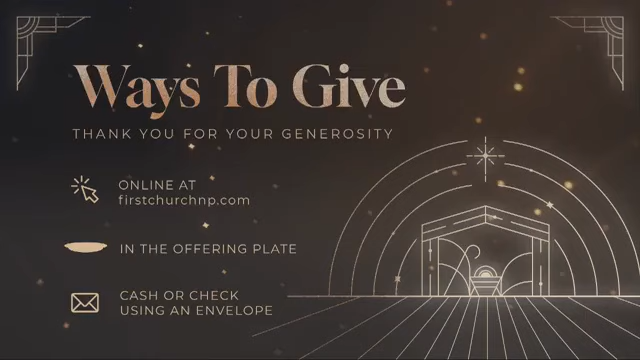 Ways To Give
THANK YOU FOR YOUR GENEROSITY
ONLINE AT
firstchurchnp.com
IN THE OFFERING PLATE
CASH OR CHECK
USING AN ENVELOPE